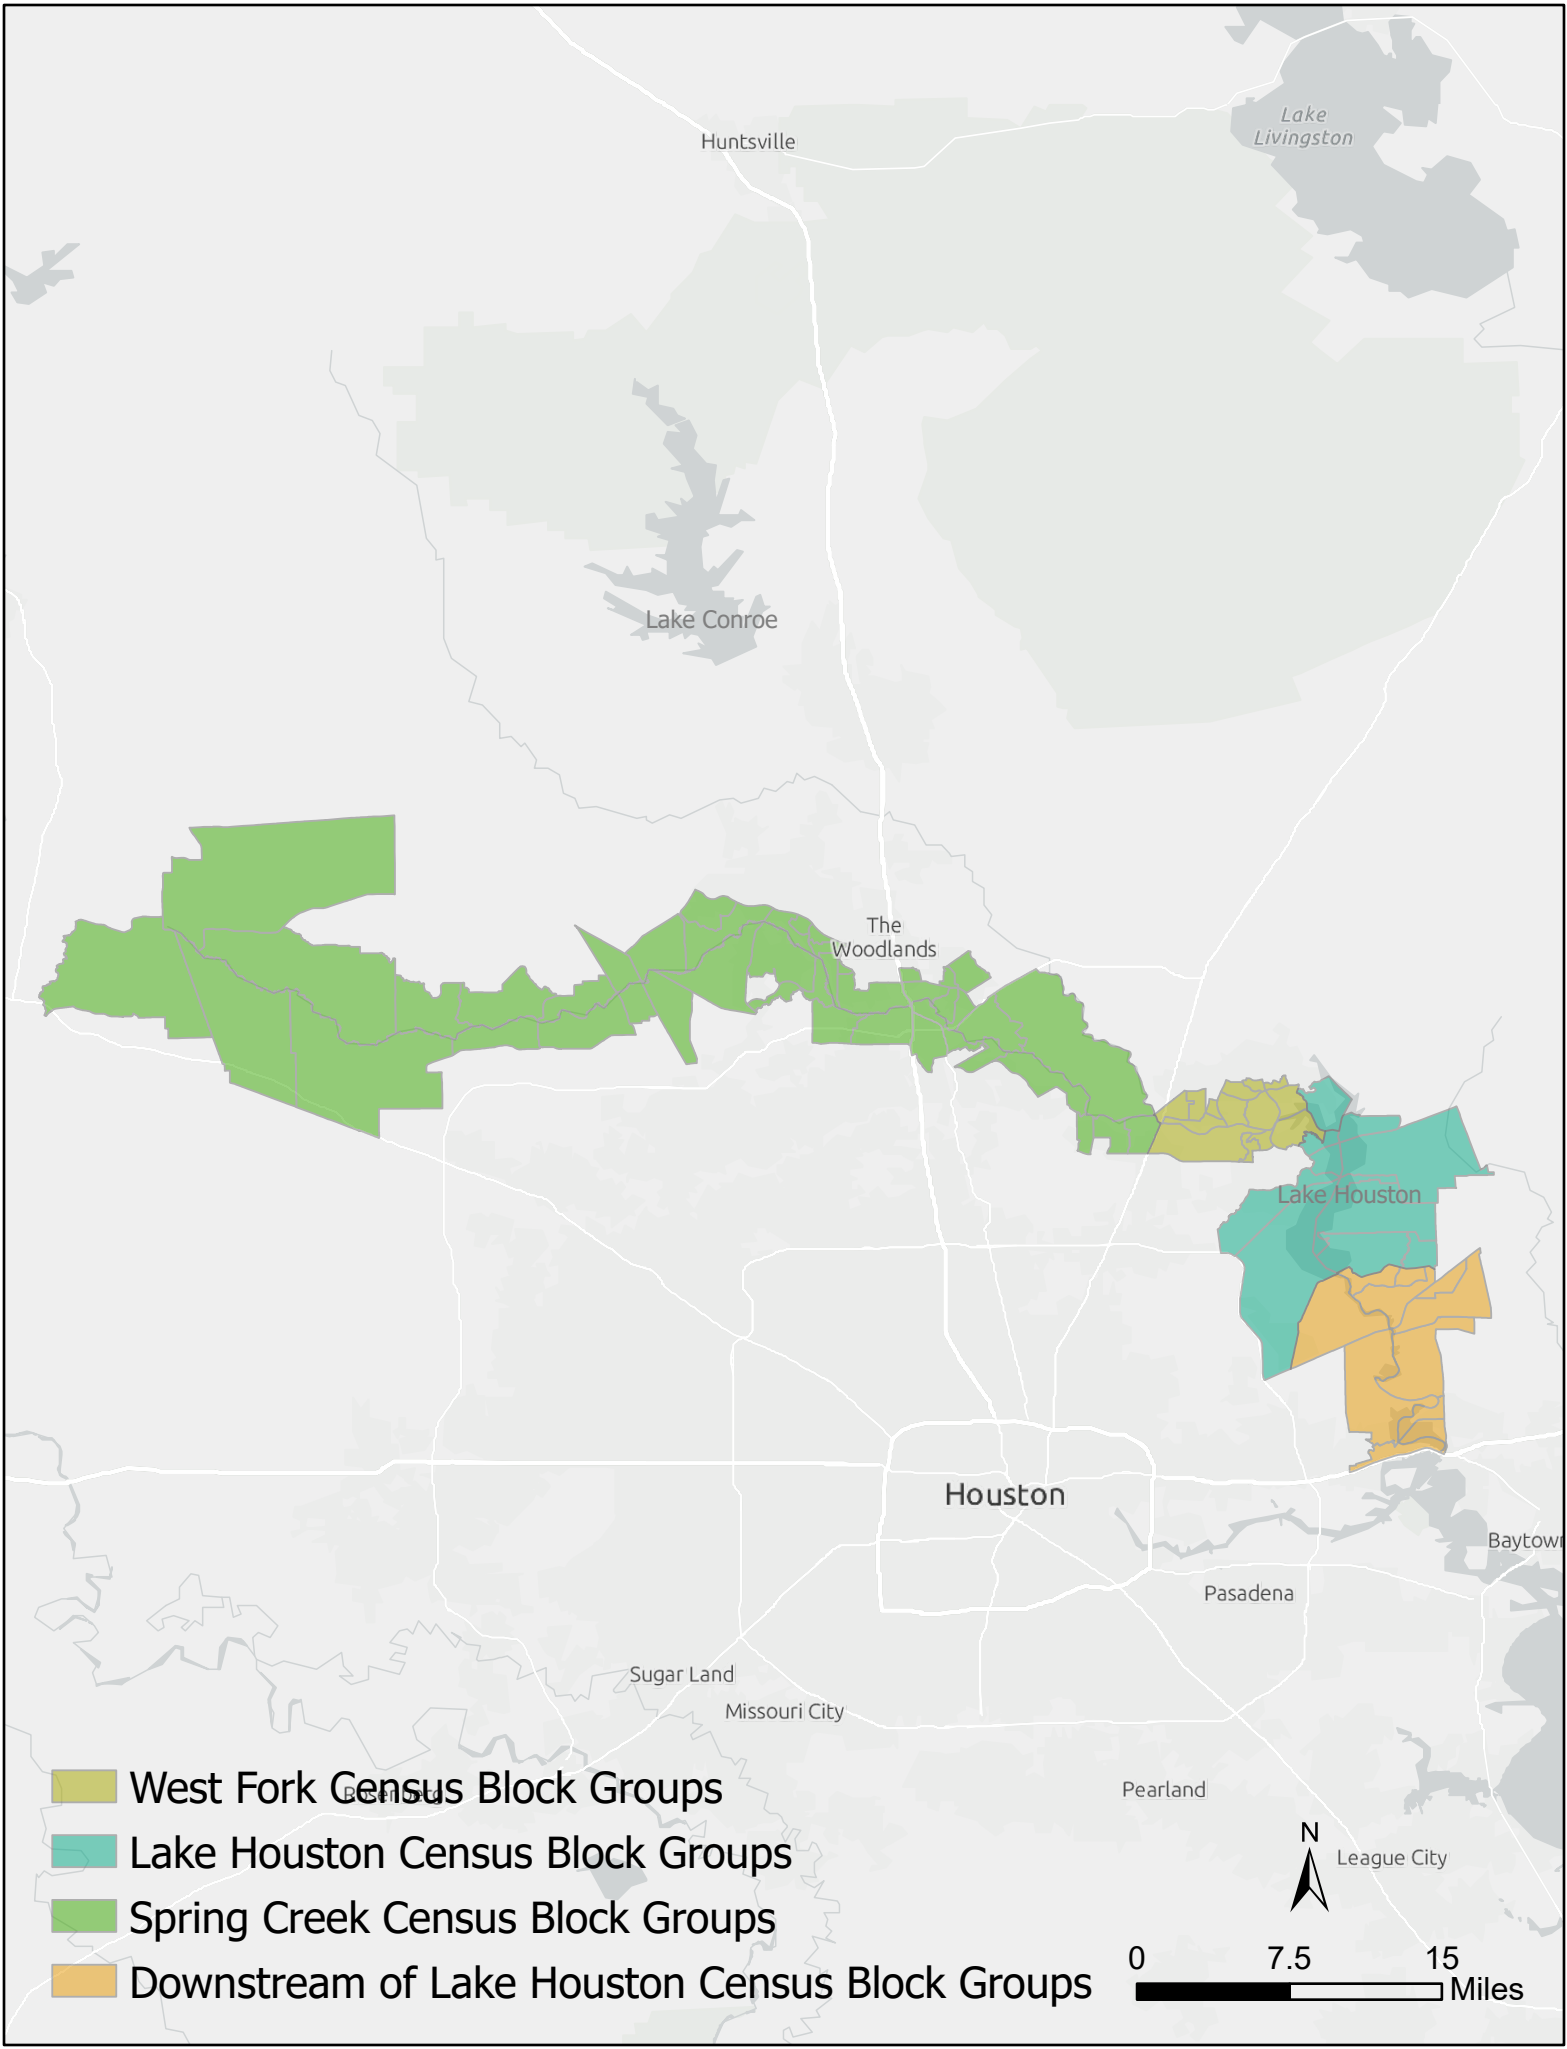 Lake
Livingston
Huntsville
Lake Conroe
The
Woodlands
Lake Houston
Houston
Baytown
Pasadena
Sugar Land
Missouri City
Rosenberg
Pearland
League City
West Fork Census Block Groups
Lake Houston Census Block Groups
Spring Creek Census Block Groups
Downstream of Lake Houston Census Block Groups
N
0 7.5 15
Miles